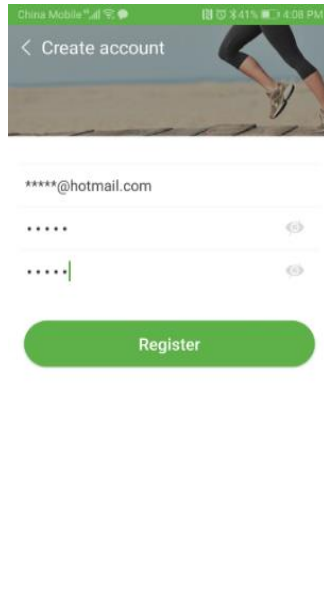 China Mobile 41% 4:08 PM
Create account
*****@hotmail.com
•••••
•••••
Register